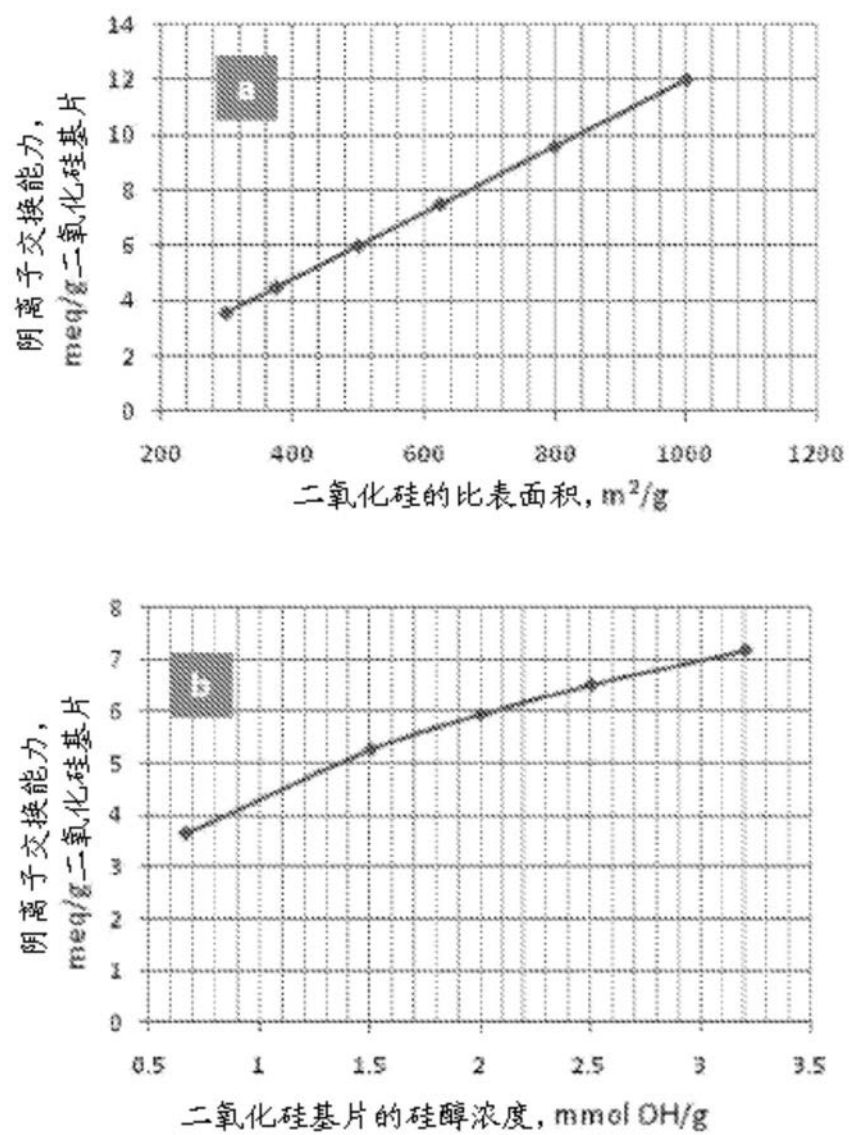 阴离子交换能力,
meq/g二氧化硅基片
a
14
12
10
8
6
4
2
0
200 400 600 800 1000 1200
二氧化硅的比表面积, m²/g
阴离子交换能力,
meq/g二氧化硅基片
b
8
7
6
5
4
3
2
1
0
0.5 1 1.5 2 2.5 3 3.5
二氧化硅基片的硅醇浓度, mmol OH/g